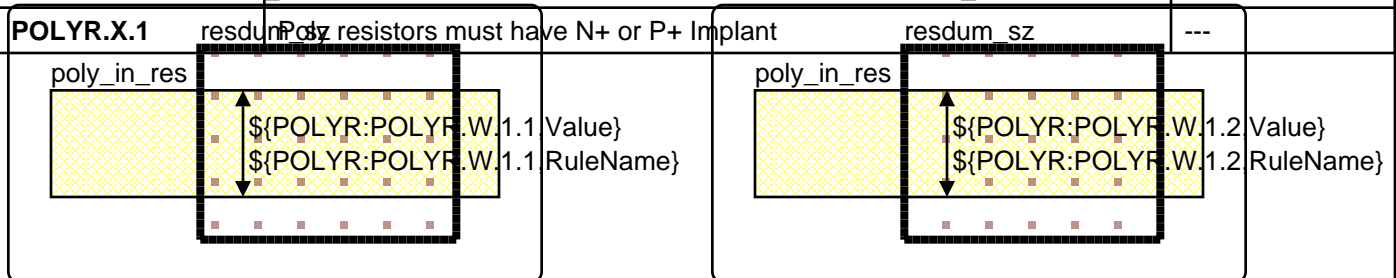 POLYR.X.1 resdum_sz Poly resistors must have N+ or P+ Implant resdum_sz ---
poly_in_res poly_in_res
${POLYR:POLYR.W.1.1.Value} ${POLYR:POLYR.W.1.2.Value}
${POLYR:POLYR.W.1.1.RuleName} ${POLYR:POLYR.W.1.2.RuleName}